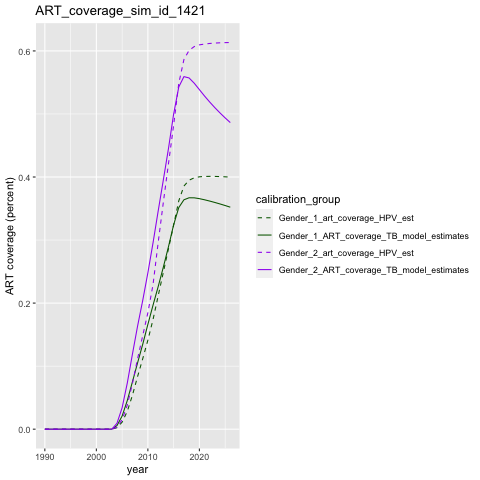 ART_coverage_sim_id_1421
ART coverage (percent)
0.6
0.4
0.2
0.0
1990
2000
2010
2020
year
calibration_group
Gender_1_art_coverage_HPV_est
Gender_1_ART_coverage_TB_model_estimates
Gender_2_art_coverage_HPV_est
Gender_2_ART_coverage_TB_model_estimates